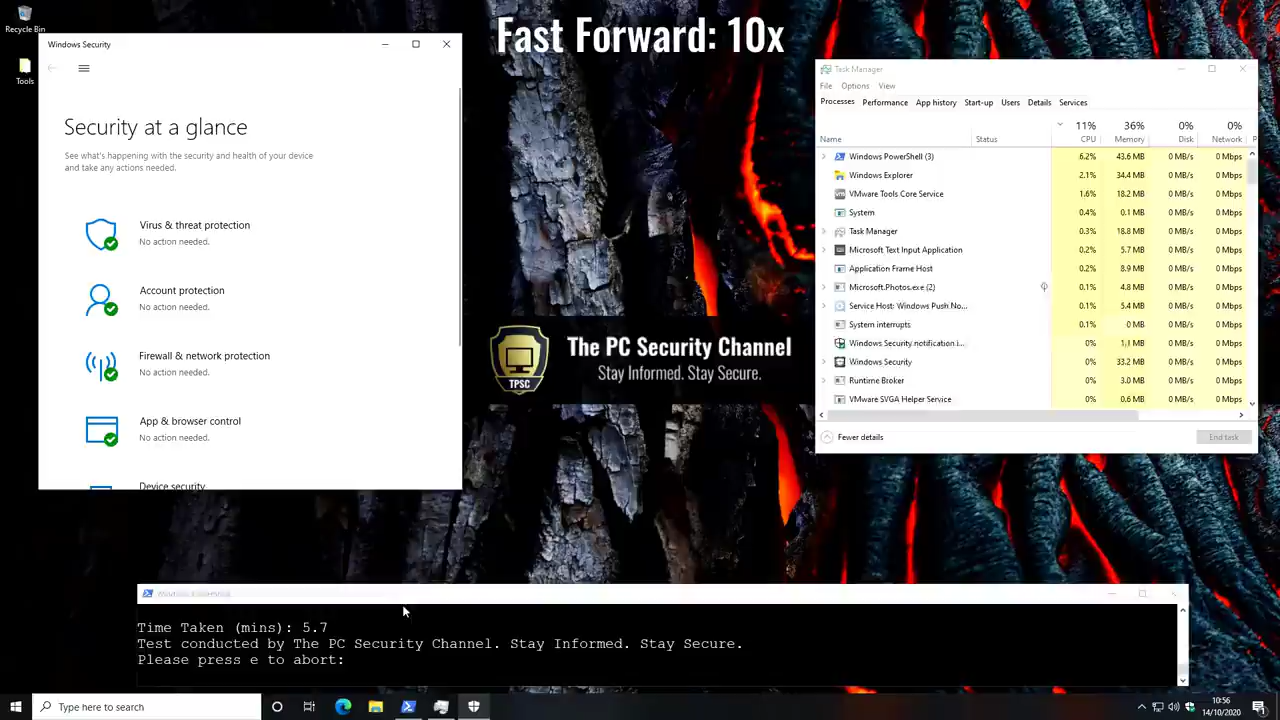 Recycle Bin
Tools
Fast Forward: 10x
Windows Security
Security at a glance
See what's happening with the security and health of your device
and take any actions needed.
Virus & threat protection
No action needed.
Account protection
No action needed.
Firewall & network protection
No action needed.
App & browser control
No action needed.
Device security
The PC Security Channel
Stay Informed. Stay Secure.
TPSC
Task Manager
File Options View
Processes Performance App history Start-up Users Details Services
11% 36% 0% 0%
Name Status CPU Memory Disk Network P
Windows PowerShell (3) 6.2% 43.6 MB 0 MB/s 0 Mbps
Windows Explorer 2.1% 34.4 MB 0 MB/s 0 Mbps
VMware Tools Core Service 1.6% 18.2 MB 0 MB/s 0 Mbps
System 0.4% 0.1 MB 0 MB/s 0 Mbps
Task Manager 0.3% 18.8 MB 0 MB/s 0 Mbps
Microsoft Text Input Application 0.2% 5.7 MB 0 MB/s 0 Mbps
Application Frame Host 0.2% 8.9 MB 0 MB/s 0 Mbps
Microsoft.Photos.exe (2) 0.1% 4.8 MB 0 MB/s 0 Mbps
Service Host: Windows Push No... 0.1% 5.4 MB 0 MB/s 0 Mbps
System interrupts 0.1% 0 MB 0 MB/s 0 Mbps
Windows Security notification i... 0% 1.1 MB 0 MB/s 0 Mbps
Windows Security 0% 33.2 MB 0 MB/s 0 Mbps
Runtime Broker 0% 3.0 MB 0 MB/s 0 Mbps
VMware SVGA Helper Service 0% 0.6 MB 0 MB/s 0 Mbps
Fewer details
End task
Windows PowerShell
Time Taken (mins): 5.7
Test conducted by The PC Security Channel. Stay Informed. Stay Secure.
Please press e to abort:
Type here to search
10:56
14/10/2020
1